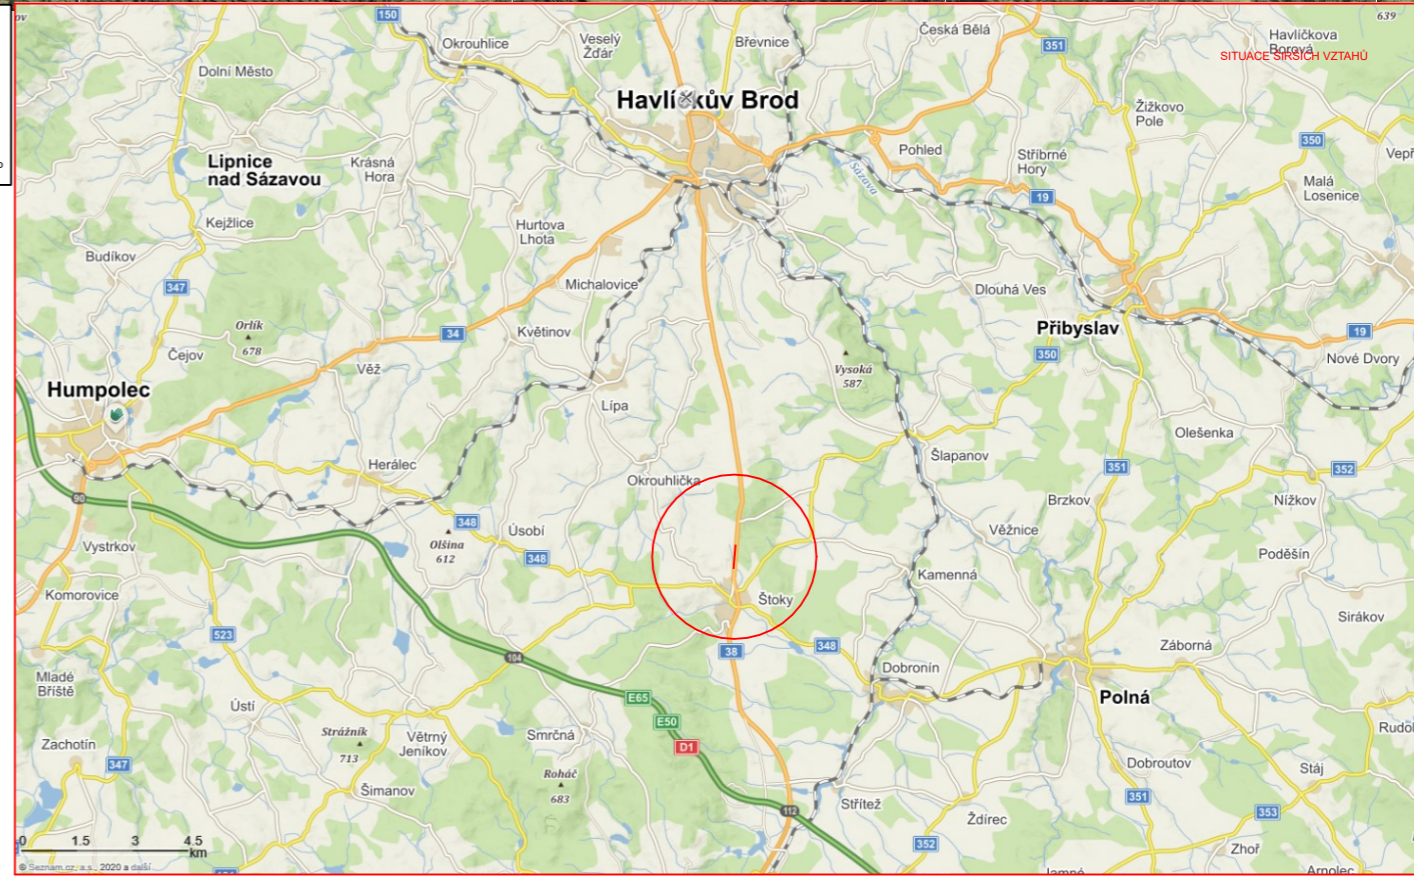 150
Okrouhlice
Veselý
Žďár
Břevnice
Česká Bělá
351
639
Havlíčkova
Borová
SITUACE ŠIRŠÍCH VZTAHŮ
Dolní Město
Havlíčkův Brod
Žižkovo
Pole
350
Lipnice
nad Sázavou
Krásná
Hora
Sázava
Pohled
Stříbrné
Hory
19
Malá
Losenice
Kejžlice
Hurtova
Lhota
Budíkov
347
Michalovice
Dlouhá Ves
Orlík
678
34
Květinov
Přibyslav
19
Čejov
Věž
Vysoká
587
350
Nové Dvory
Humpolec
Lípa
Olešenka
Herálec
Šlapanov
351
352
Okrouhlička
90
Brzkov
Nížkov
348
Úsobí
Věžnice
Vystrkov
Olšina
612
348
Poděšín
Kamenná
Komorovice
Štoky
Sirákov
523
38
348
Záborná
104
Dobronín
Mladé
Bříště
E65
Polná
Ústí
E50
Strážník
713
Větrný
Jeníkov
Smrčná
D1
Zachotín
347
Roháč
683
Dobroutov
Stáj
Šimanov
351
Střítež
112
Ždírec
353
0 1.5 3 4.5
km
352
Zhoř
© Seznam.cz, a.s., 2020 a další
Arnolec